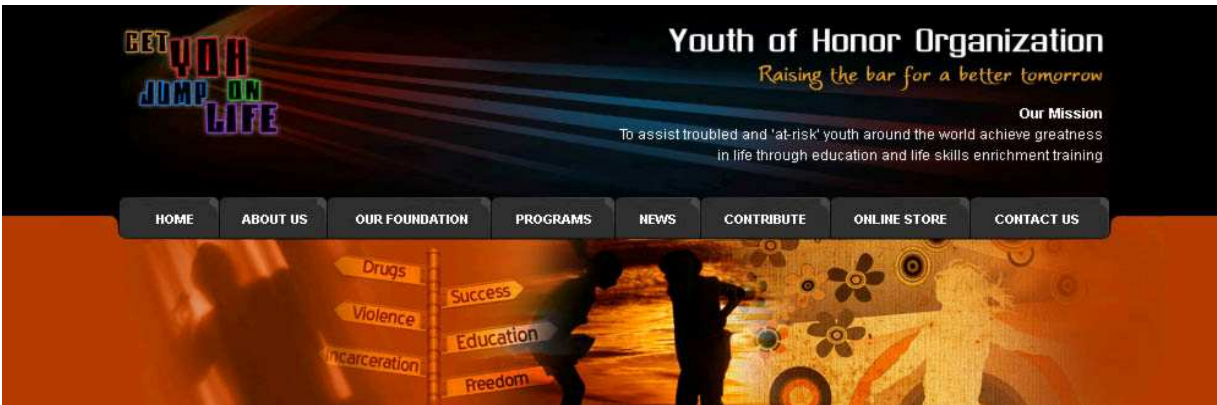 GET
YOH
JUMP ON
LIFE
Youth of Honor Organization
Raising the bar for a better tomorrow
Our Mission
To assist troubled and 'at-risk' youth around the world achieve greatness
in life through education and life skills enrichment training
HOME ABOUT US OUR FOUNDATION PROGRAMS NEWS CONTRIBUTE ONLINE STORE CONTACT US
Drugs
Success
Violence
Education
Incarceration
Freedom